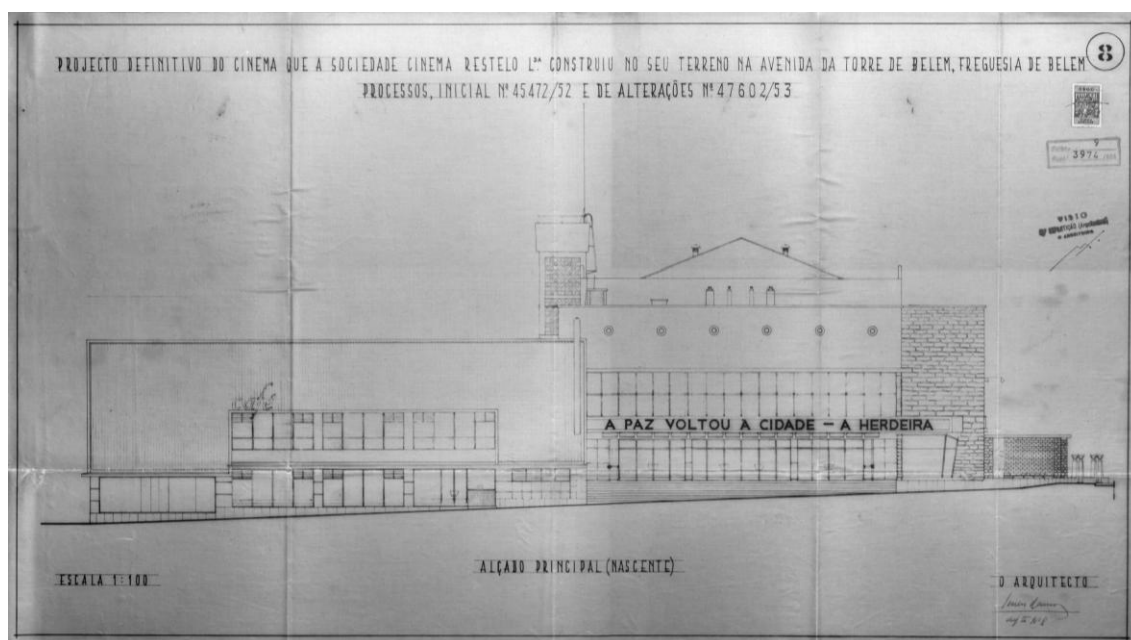 8
PROJECTO DEFINITIVO DO CINEMA QUE A SOCIEDADE CINEMA RESTELO Lᴰᴬ CONSTRUIU NO SEU TERRENO NA AVENIDA DA TORRE DE BELEM, FREGUESIA DE BELEM
PROCESSOS, INICIAL Nº 45472/52 E DE ALTERAÇÕES Nº 47602/53
9
3974
VISTO
café
A PAZ VOLTOU À CIDADE – A HERDEIRA
ALÇADO PRINCIPAL (NASCENTE)
ESCALA 1:100
O ARQUITECTO